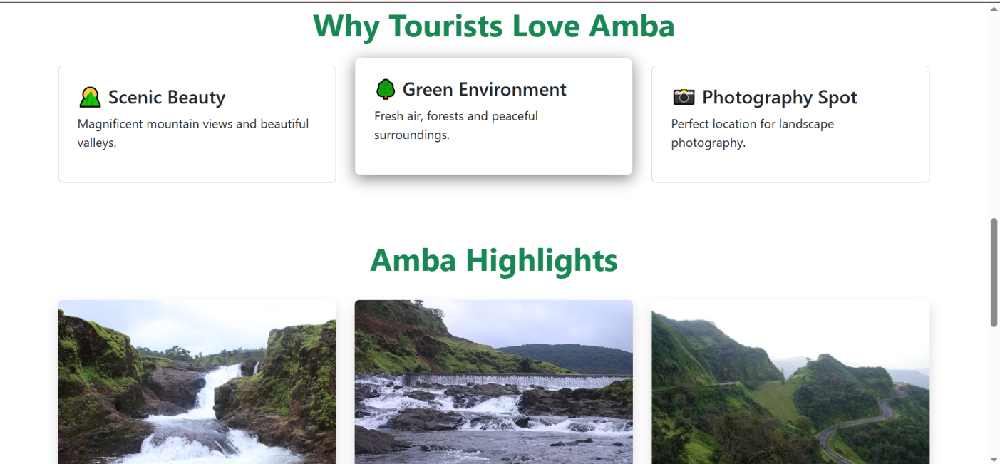 Why Tourists Love Amba
Scenic Beauty
Magnificent mountain views and beautiful
valleys.
Green Environment
Fresh air, forests and peaceful
surroundings.
Photography Spot
Perfect location for landscape
photography.
Amba Highlights